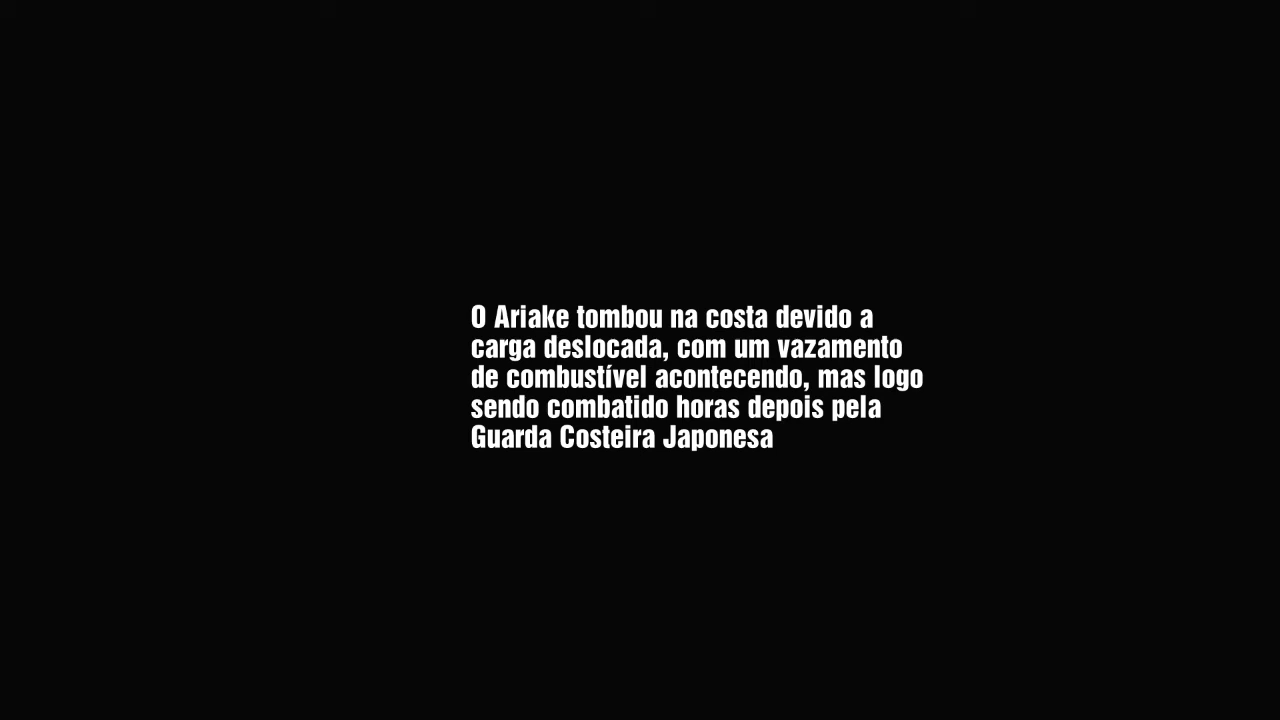 O Ariake tombou na costa devido a
carga deslocada, com um vazamento
de combustível acontecendo, mas logo
sendo combatido horas depois pela
Guarda Costeira Japonesa